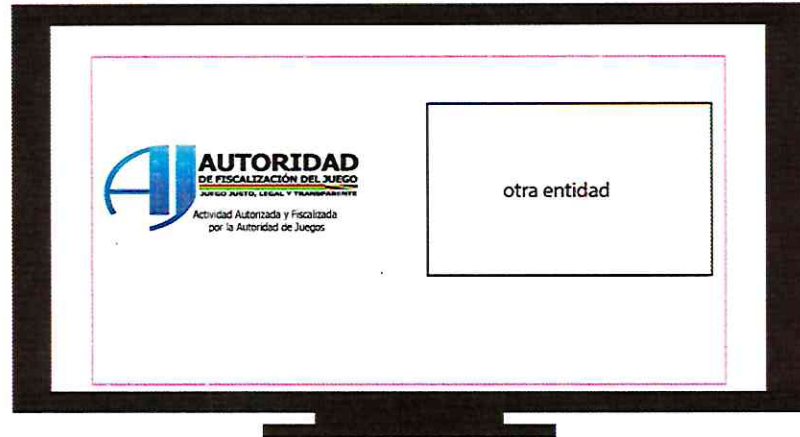 AJ
AUTORIDAD
DE FISCALIZACIÓN DEL JUEGO
JUEGO JUSTO, LEGAL Y TRANSPARENTE
Actividad Autorizada y Fiscalizada
por la Autoridad de Juegos
otra entidad